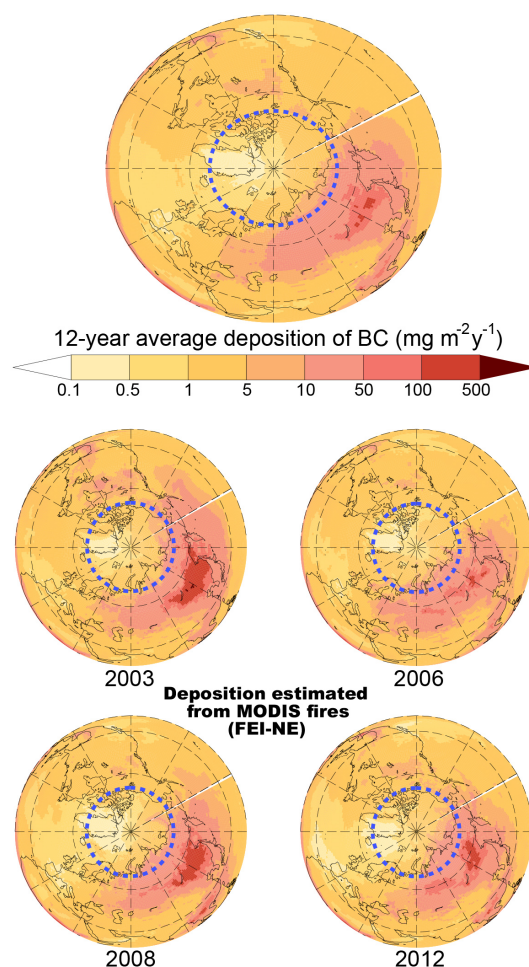 12-year average deposition of BC (mg m⁻²y⁻¹)
0.1 0.5 1 5 10 50 100 500
2003 2006
Deposition estimated
from MODIS fires
(FEI-NE)
2008 2012